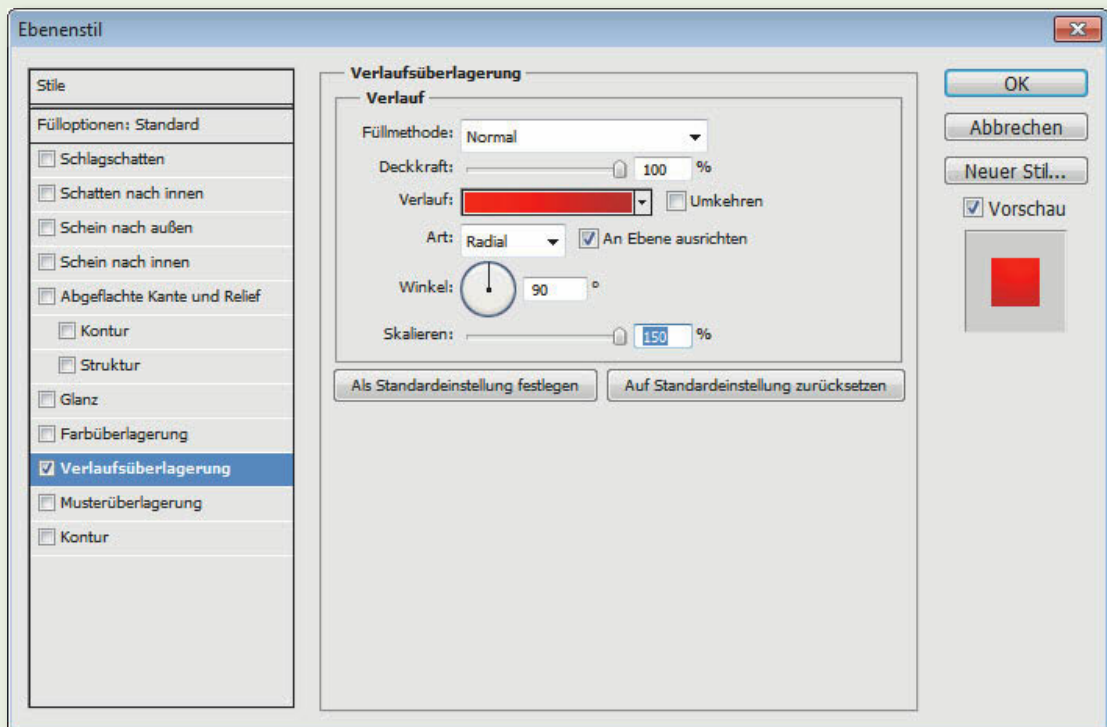 Ebenenstil
Stile
Fülloptionen: Standard
Schlagschatten
Schatten nach innen
Schein nach außen
Schein nach innen
Abgeflachte Kante und Relief
Kontur
Struktur
Glanz
Farbüberlagerung
Verlaufsüberlagerung
Musterüberlagerung
Kontur
Verlaufsüberlagerung
Verlauf
Füllmethode: Normal
Deckkraft: 100 %
Verlauf: Umkehren
Art: Radial An Ebene ausrichten
Winkel: 90 °
Skalieren: 150 %
Als Standardeinstellung festlegen Auf Standardeinstellung zurücksetzen
OK
Abbrechen
Neuer Stil...
Vorschau